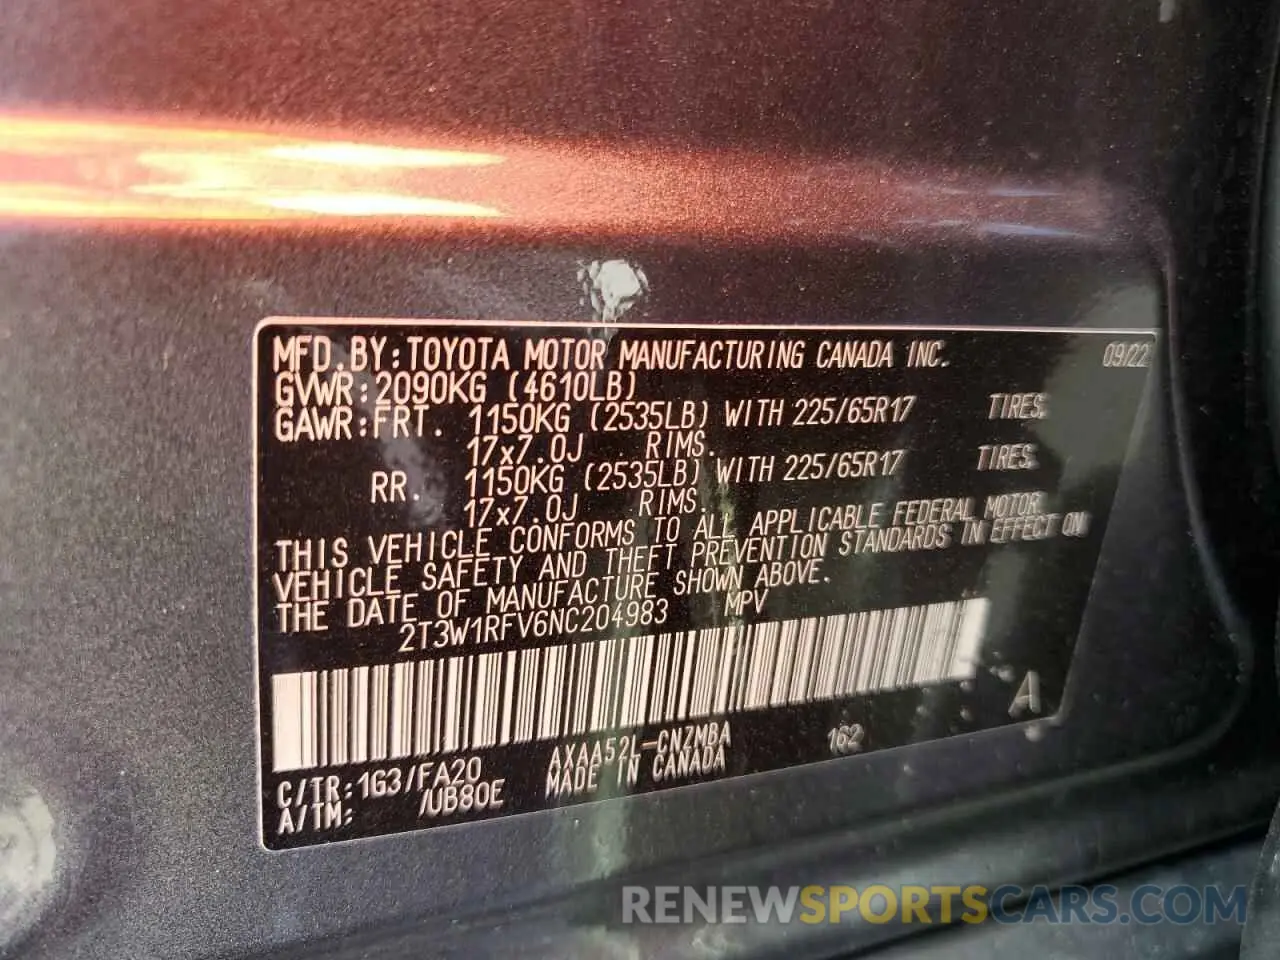 MFD.BY:TOYOTA MOTOR MANUFACTURING CANADA INC. 09/22
GVWR:2090KG (4610LB)
GAWR:FRT. 1150KG (2535LB) WITH 225/65R17 TIRES,
17x7.0J RIMS.
RR. 1150KG (2535LB) WITH 225/65R17 TIRES,
17x7.0J RIMS.
THIS VEHICLE CONFORMS TO ALL APPLICABLE FEDERAL MOTOR
VEHICLE SAFETY AND THEFT PREVENTION STANDARDS IN EFFECT ON
THE DATE OF MANUFACTURE SHOWN ABOVE.
2T3W1RFV6NC204983 MPV
A
C/TR:1G3/FA20 AXAA52L-CNZMBA 162
A/TM: /UB80E MADE IN CANADA
RENEWSPORTSCARS.COM